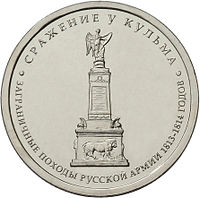 СРАЖЕНИЕ У КУЛЬМА
ЗАГРАНИЧНЫЕ ПОХОДЫ РУССКОЙ АРМИИ 1813-1814 ГОДОВ